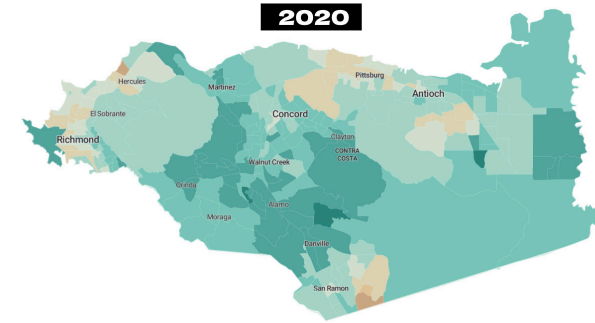 2020
Hercules
Martinez
Pittsburg
Antioch
El Sobrante
Concord
Richmond
Clayton
CONTRA
COSTA
Walnut Creek
Orinda
Alamo
Moraga
Danville
San Ramon